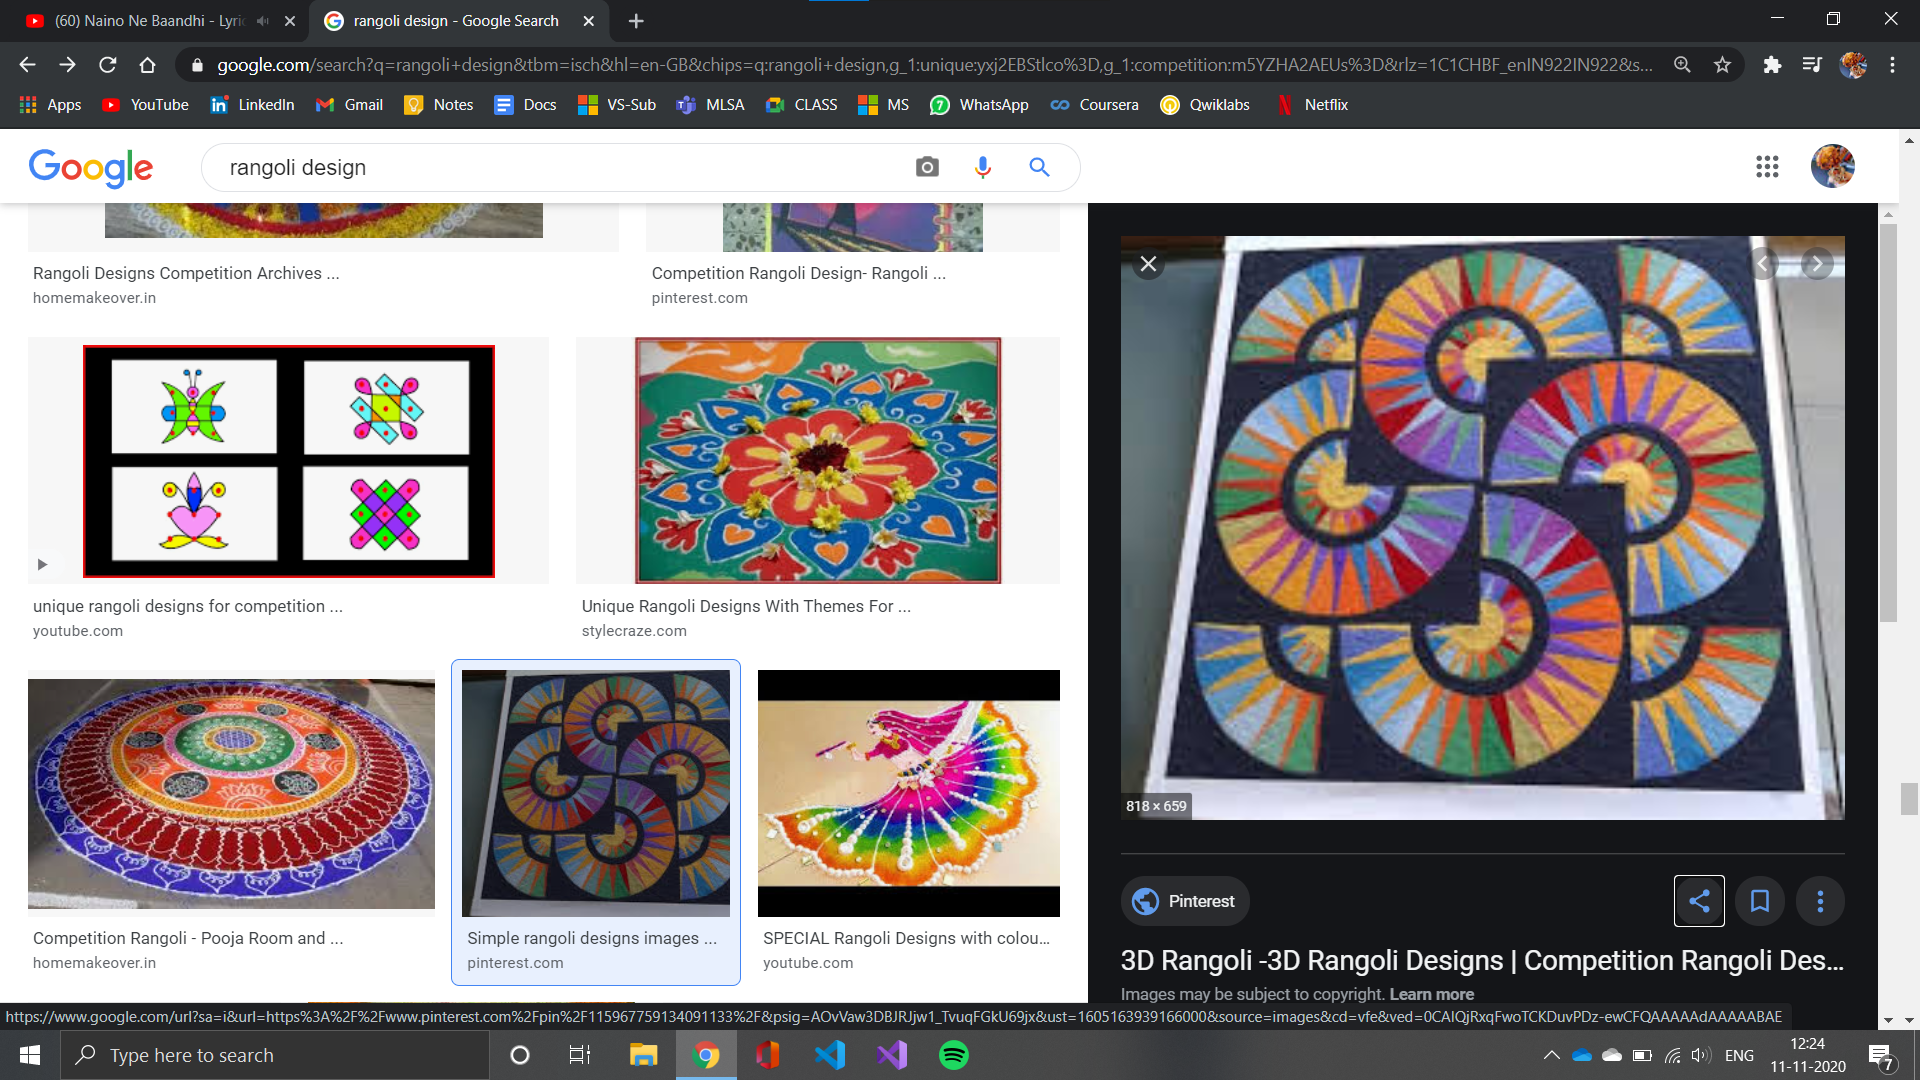 (60) Naino Ne Baandhi - Lyric
rangoli design - Google Search
google.com/search?q=rangoli+design&tbm=isch&hl=en-GB&chips=q:rangoli+design,g_1:unique:yxj2EBStlco%3D,g_1:competition:m5YZHA2AEUs%3D&rlz=1C1CHBF_enIN922IN922&s...
Apps YouTube LinkedIn Gmail Notes Docs VS-Sub MLSA CLASS MS WhatsApp Coursera Qwiklabs Netflix
Google
rangoli design
Rangoli Designs Competition Archives ...
homemakeover.in
Competition Rangoli Design- Rangoli ...
pinterest.com
unique rangoli designs for competition ...
youtube.com
Unique Rangoli Designs With Themes For ...
stylecraze.com
Competition Rangoli - Pooja Room and ...
homemakeover.in
Simple rangoli designs images ...
pinterest.com
SPECIAL Rangoli Designs with colou...
youtube.com
818 × 659
Pinterest
3D Rangoli -3D Rangoli Designs | Competition Rangoli Des...
Images may be subject to copyright. Learn more
https://www.google.com/url?sa=i&url=https%3A%2F%2Fwww.pinterest.com%2Fpin%2F115967759134091133%2F&psig=AOvVaw3DBJRJjw1_TvuqFGkU69jx&ust=1605163939166000&source=images&cd=vfe&ved=0CAIQjRxqFwoTCKDuvPDz-ewCFQAAAAAdAAAAABAE
Type here to search
ENG
12:24
11-11-2020
7